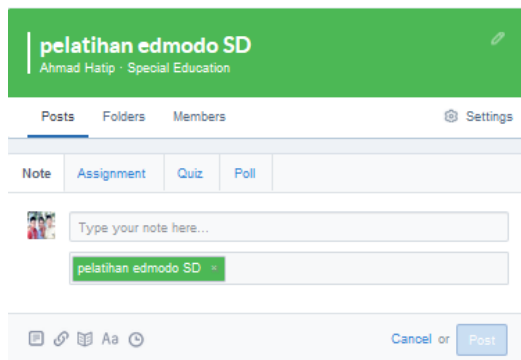 pelatihan edmodo SD
Ahmad Hatip · Special Education
Posts Folders Members Settings
Note Assignment Quiz Poll
Type your note here...
pelatihan edmodo SD ×
Aa Cancel or Post